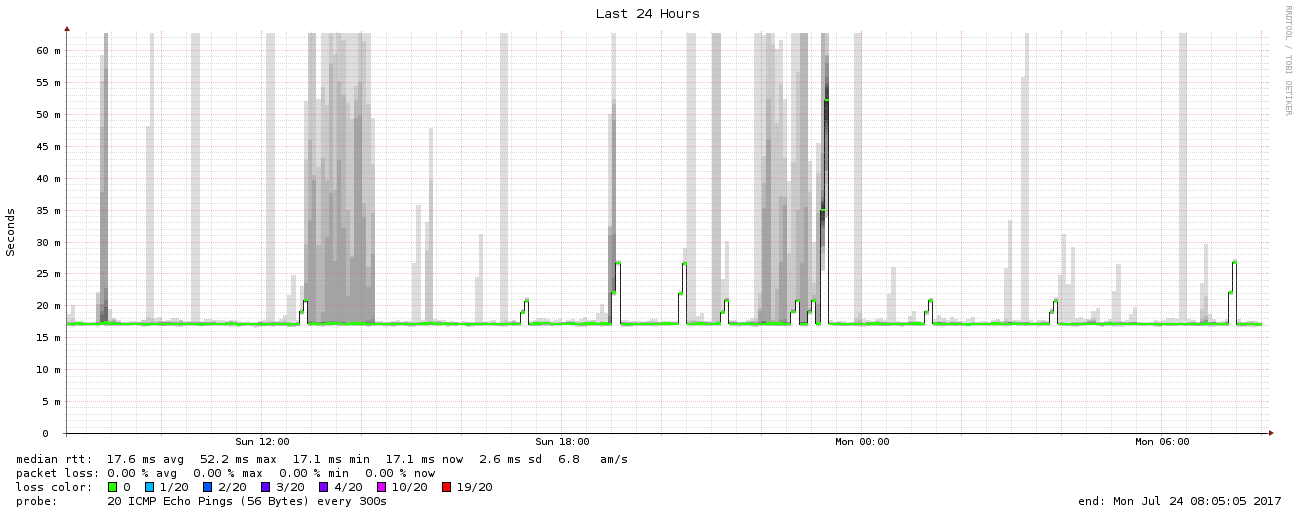 Last 24 Hours
RRDTOOL / TOBI OETIKER
Seconds
60 m
55 m
50 m
45 m
40 m
35 m
30 m
25 m
20 m
15 m
10 m
5 m
0
Sun 12:00 Sun 18:00 Mon 00:00 Mon 06:00
median rtt: 17.6 ms avg 52.2 ms max 17.1 ms min 17.1 ms now 2.6 ms sd 6.8 am/s
packet loss: 0.00 % avg 0.00 % max 0.00 % min 0.00 % now
loss color: 0 1/20 2/20 3/20 4/20 10/20 19/20
probe: 20 ICMP Echo Pings (56 Bytes) every 300s end: Mon Jul 24 08:05:05 2017